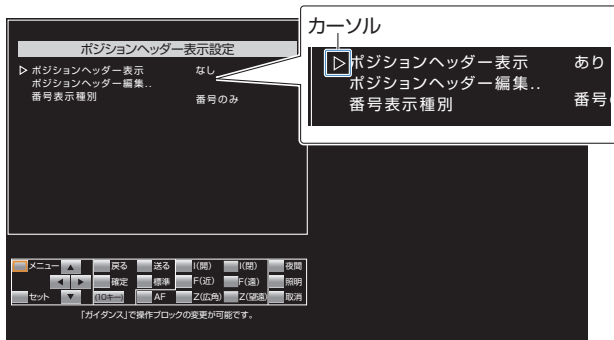 カーソル
ポジションヘッダー表示設定
▷ ポジションヘッダー表示 なし
ポジションヘッダー編集..
番号表示種別 番号のみ
▷ ポジションヘッダー表示 あり
ポジションヘッダー編集..
番号表示種別 番号
メニュー ▲ 戻る 送る I(開) I(閉) 夜間
◀ ▶ 確定 標準 F(近) F(遠) 照明
セット ▼ (10キー) AF Z(広角) Z(望遠) 取消
「ガイダンス」で操作ブロックの変更が可能です。